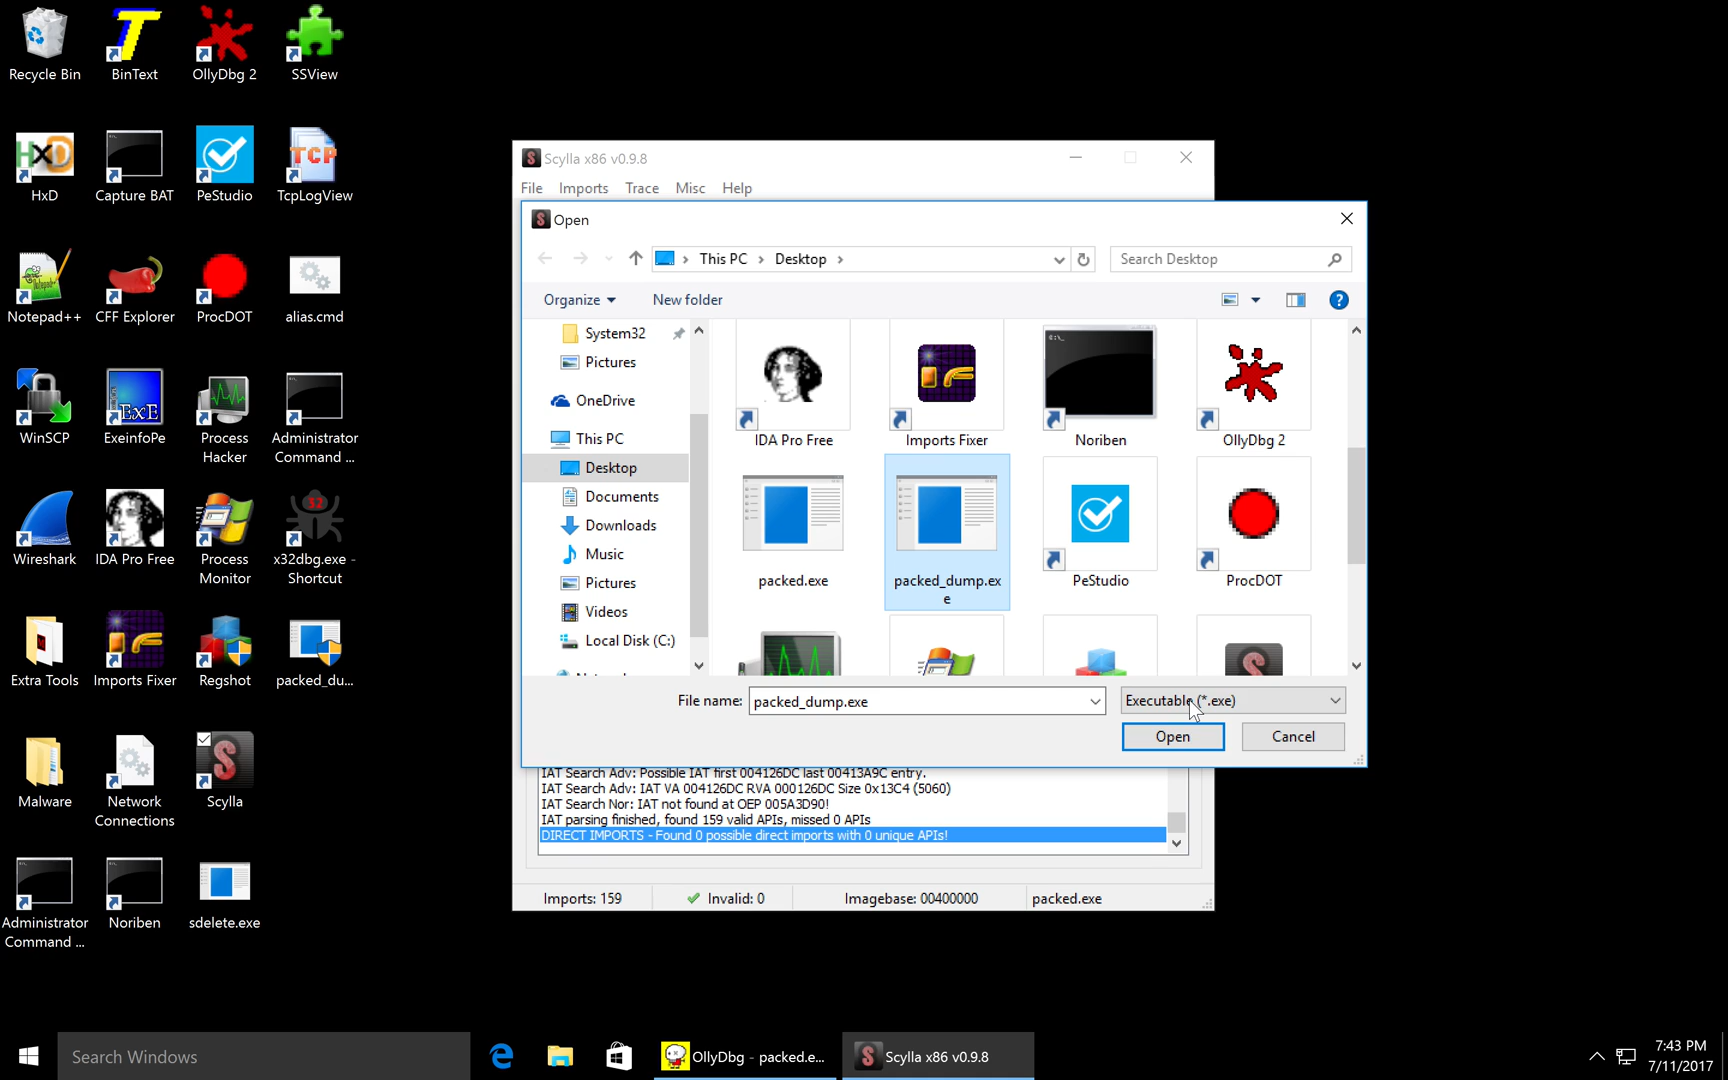 Recycle Bin
BinText
OllyDbg 2
SSView
HxD
Capture BAT
PeStudio
TcpLogView
Notepad++
CFF Explorer
ProcDOT
alias.cmd
WinSCP
ExeinfoPe
Process
Hacker
Administrator
Command ...
Wireshark
IDA Pro Free
Process
Monitor
x32dbg.exe -
Shortcut
Extra Tools
Imports Fixer
Regshot
packed_du...
Malware
Network
Connections
Scylla
Administrator
Command ...
Noriben
sdelete.exe
Scylla x86 v0.9.8
File Imports Trace Misc Help
Open
This PC > Desktop >
Search Desktop
Organize
New folder
System32
Pictures
OneDrive
This PC
Desktop
Documents
Downloads
Music
Pictures
Videos
Local Disk (C:)
IDA Pro Free
Imports Fixer
Noriben
OllyDbg 2
packed.exe
packed_dump.ex
e
PeStudio
ProcDOT
File name: packed_dump.exe
Executable (*.exe)
Open
Cancel
IAT Search Adv: Possible IAT first 004126DC last 00413A9C entry.
IAT Search Adv: IAT VA 004126DC RVA 000126DC Size 0x13C4 (5060)
IAT Search Nor: IAT not found at OEP 005A3D90!
IAT parsing finished, found 159 valid APIs, missed 0 APIs
DIRECT IMPORTS - Found 0 possible direct imports with 0 unique APIs!
Imports: 159
Invalid: 0
Imagebase: 00400000
packed.exe
Search Windows
OllyDbg - packed.e...
Scylla x86 v0.9.8
7:43 PM
7/11/2017